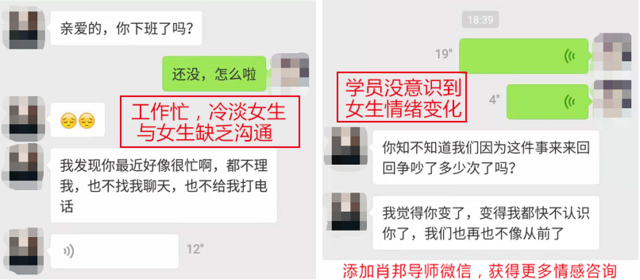 亲爱的，你下班了吗？
还没，怎么啦
工作忙，冷淡女生
与女生缺乏沟通
我发现你最近好像很忙啊，都不理
我，也不找我聊天，也不给我打电
话
12"
18:39
19"
学员没意识到
女生情绪变化
4"
你知不知道我们因为这件事来来回
回争吵了多少次了吗？
我觉得你变了，变得我都快不认识
你了，我们也再也不像从前了
添加肖邦导师微信，获得更多情感咨询